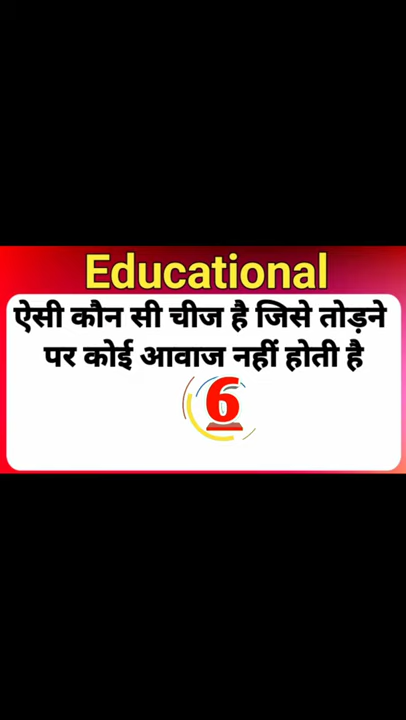 Educational
ऐसी कौन सी चीज है जिसे तोड़ने
पर कोई आवाज नहीं होती है
6